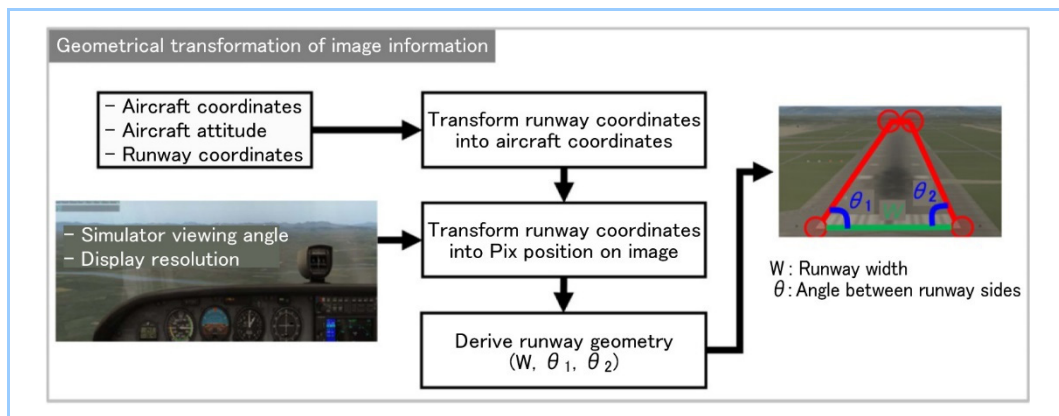 Geometrical transformation of image information
– Aircraft coordinates
– Aircraft attitude
– Runway coordinates
Transform runway coordinates
into aircraft coordinates
– Simulator viewing angle
– Display resolution
Transform runway coordinates
into Pix position on image
Derive runway geometry
(W, θ₁, θ₂)
θ₁
θ₂
W
W : Runway width
θ : Angle between runway sides